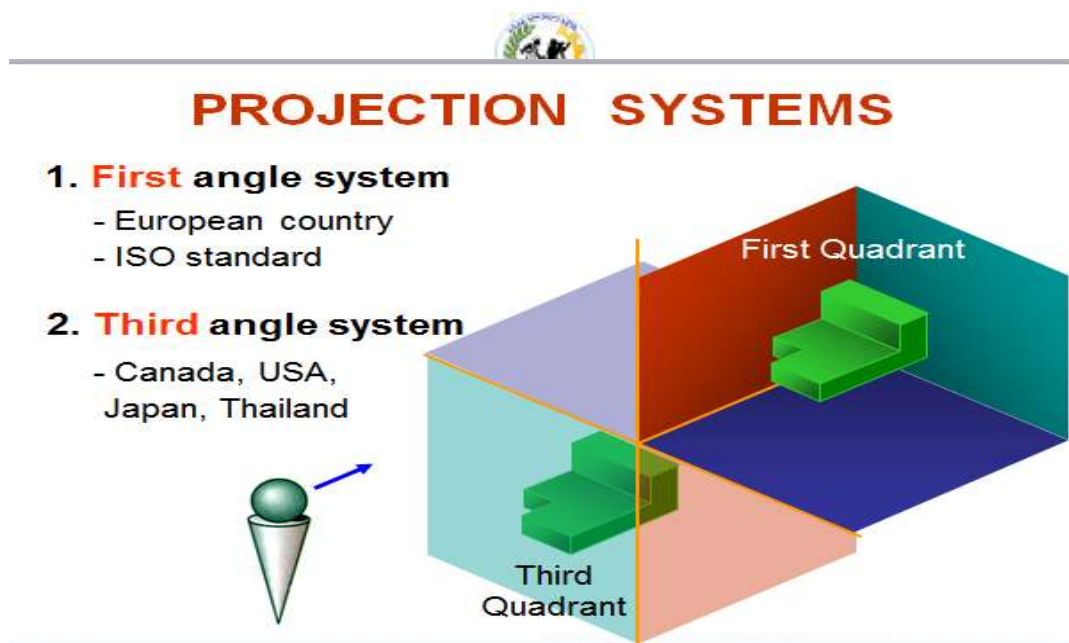 PROJECTION SYSTEMS
1. First angle system
- European country
- ISO standard
2. Third angle system
- Canada, USA,
Japan, Thailand
First Quadrant
Third
Quadrant